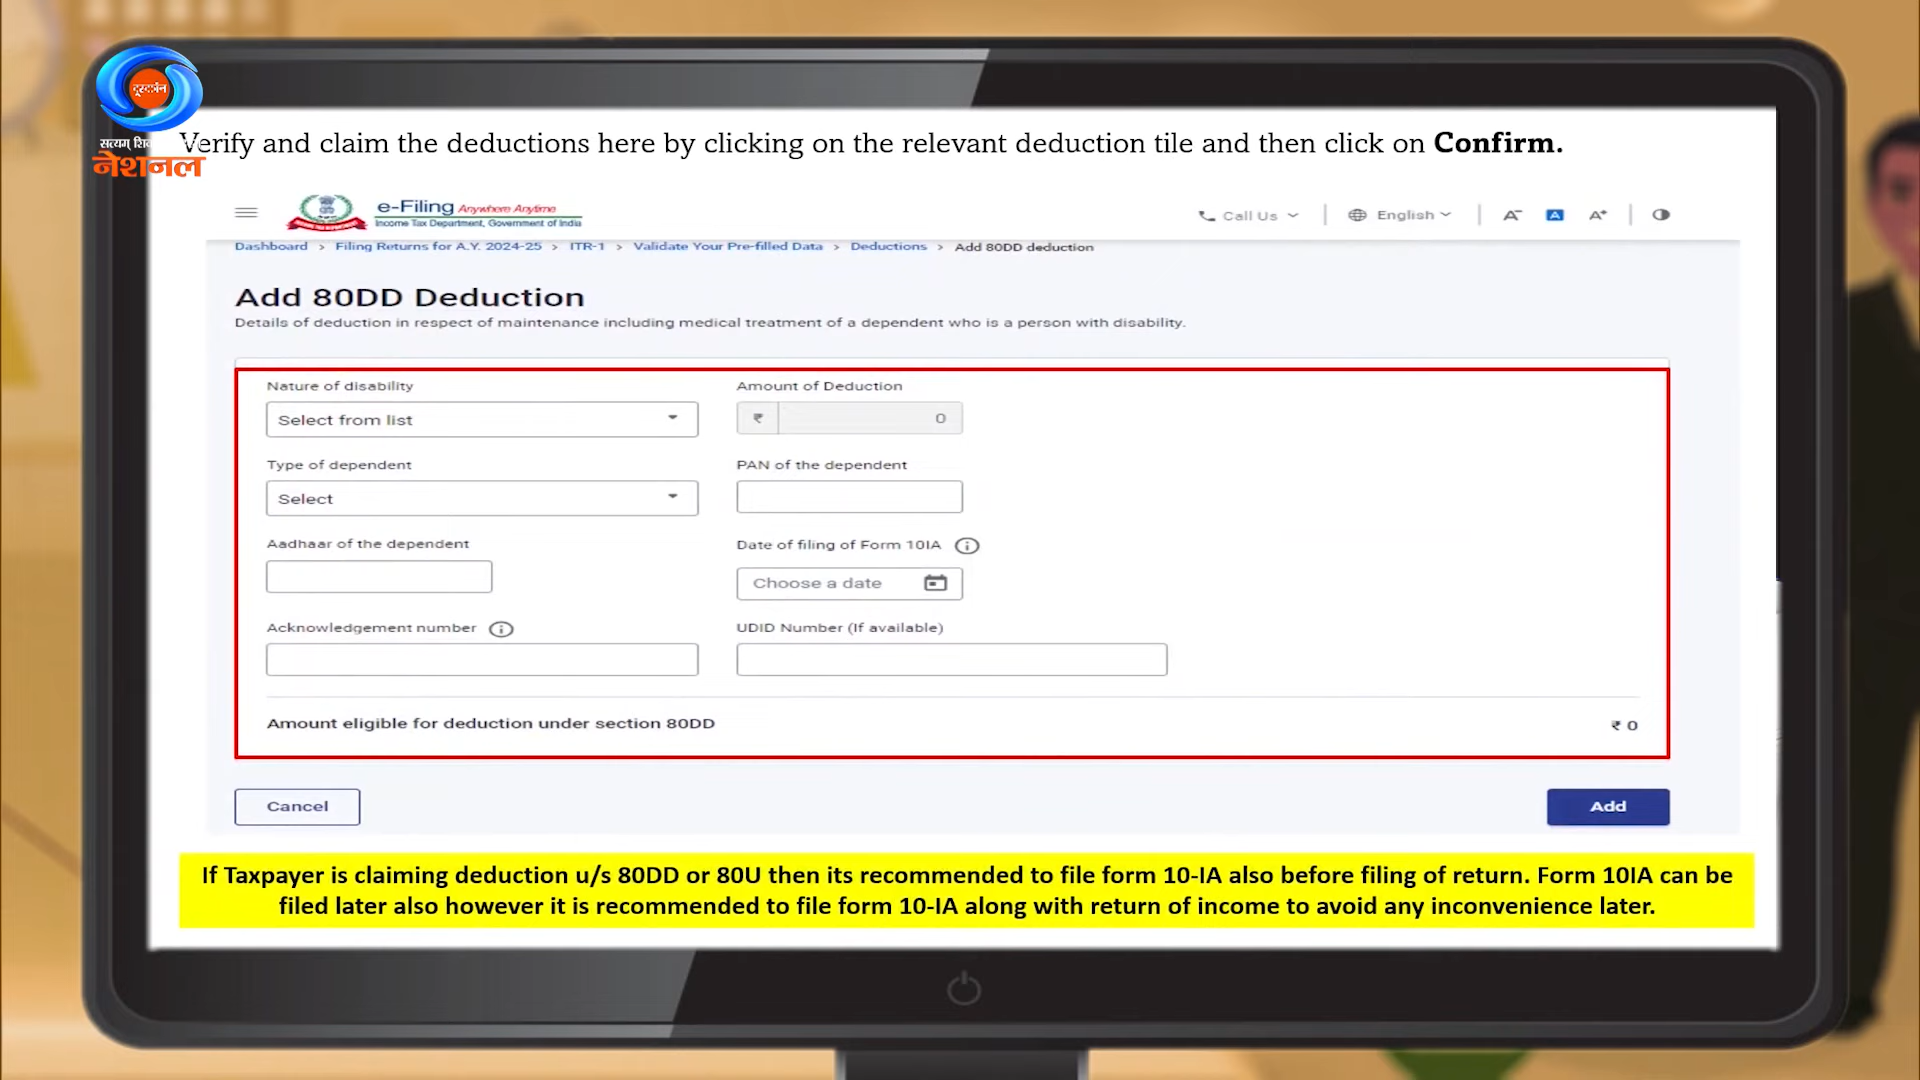 दूरदर्शन
सत्यम् शि
नेशनल
Verify and claim the deductions here by clicking on the relevant deduction tile and then click on Confirm.
e-Filing Anywhere Anytime
Income Tax Department, Government of India
Call Us
English
A-
A
A+
Dashboard > Filing Returns for A.Y. 2024-25 > ITR-1 > Validate Your Pre-filled Data > Deductions > Add 80DD deduction
Add 80DD Deduction
Details of deduction in respect of maintenance including medical treatment of a dependent who is a person with disability.
Nature of disability
Amount of Deduction
Select from list
₹ 0
Type of dependent
PAN of the dependent
Select
Aadhaar of the dependent
Date of filing of Form 10IA
Choose a date
Acknowledgement number
UDID Number (If available)
Amount eligible for deduction under section 80DD
₹ 0
Cancel
Add
If Taxpayer is claiming deduction u/s 80DD or 80U then its recommended to file form 10-IA also before filing of return. Form 10IA can be
filed later also however it is recommended to file form 10-IA along with return of income to avoid any inconvenience later.